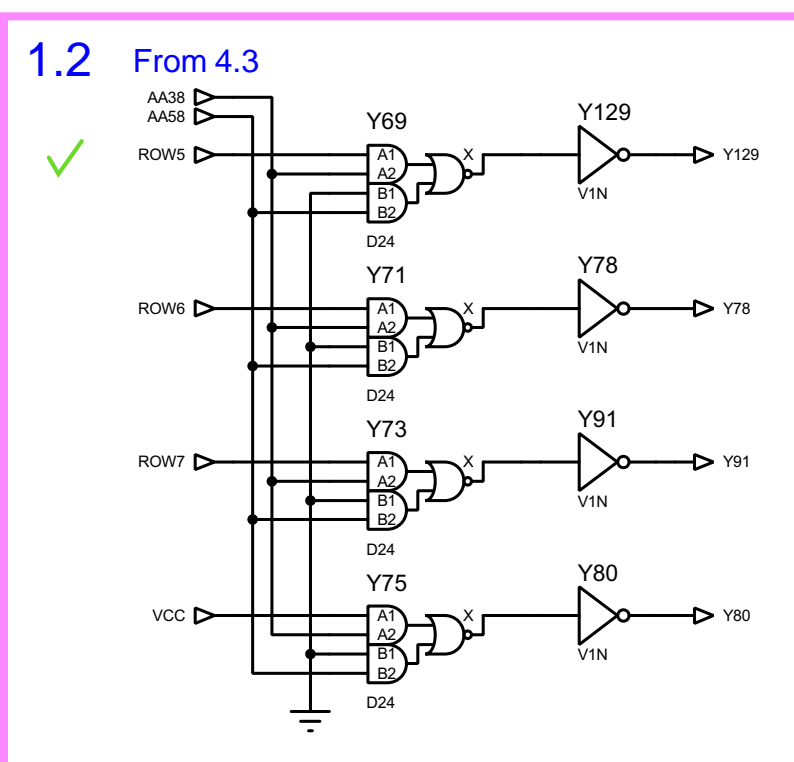 1.2 From 4.3
AA38
AA58
Y69 Y129
ROW5 A1 X Y129
A2
B1
B2 V1N
D24
Y71 Y78
ROW6 A1 X Y78
A2
B1
B2 V1N
D24
Y73 Y91
ROW7 A1 X Y91
A2
B1
B2 V1N
D24
Y75 Y80
VCC A1 X Y80
A2
B1
B2 V1N
D24